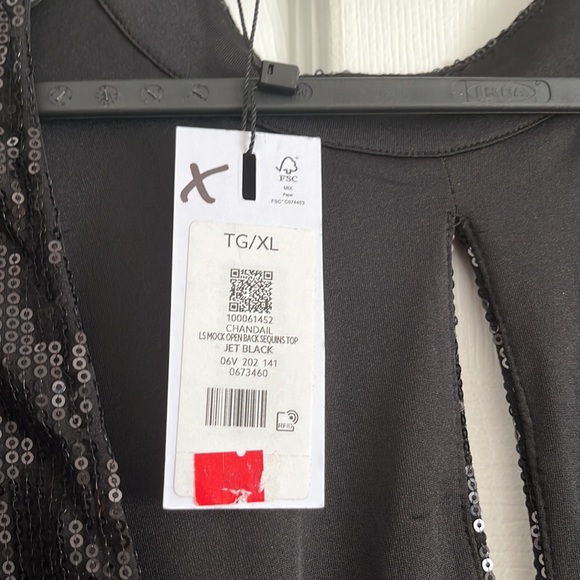 X
FSC
MIX
Paper
FSC® C074453
TG/XL
100061452
CHANDAIL
LS MOCK OPEN BACK SEQUINS TOP
JET BLACK
06V 202 141
0673460
RFID